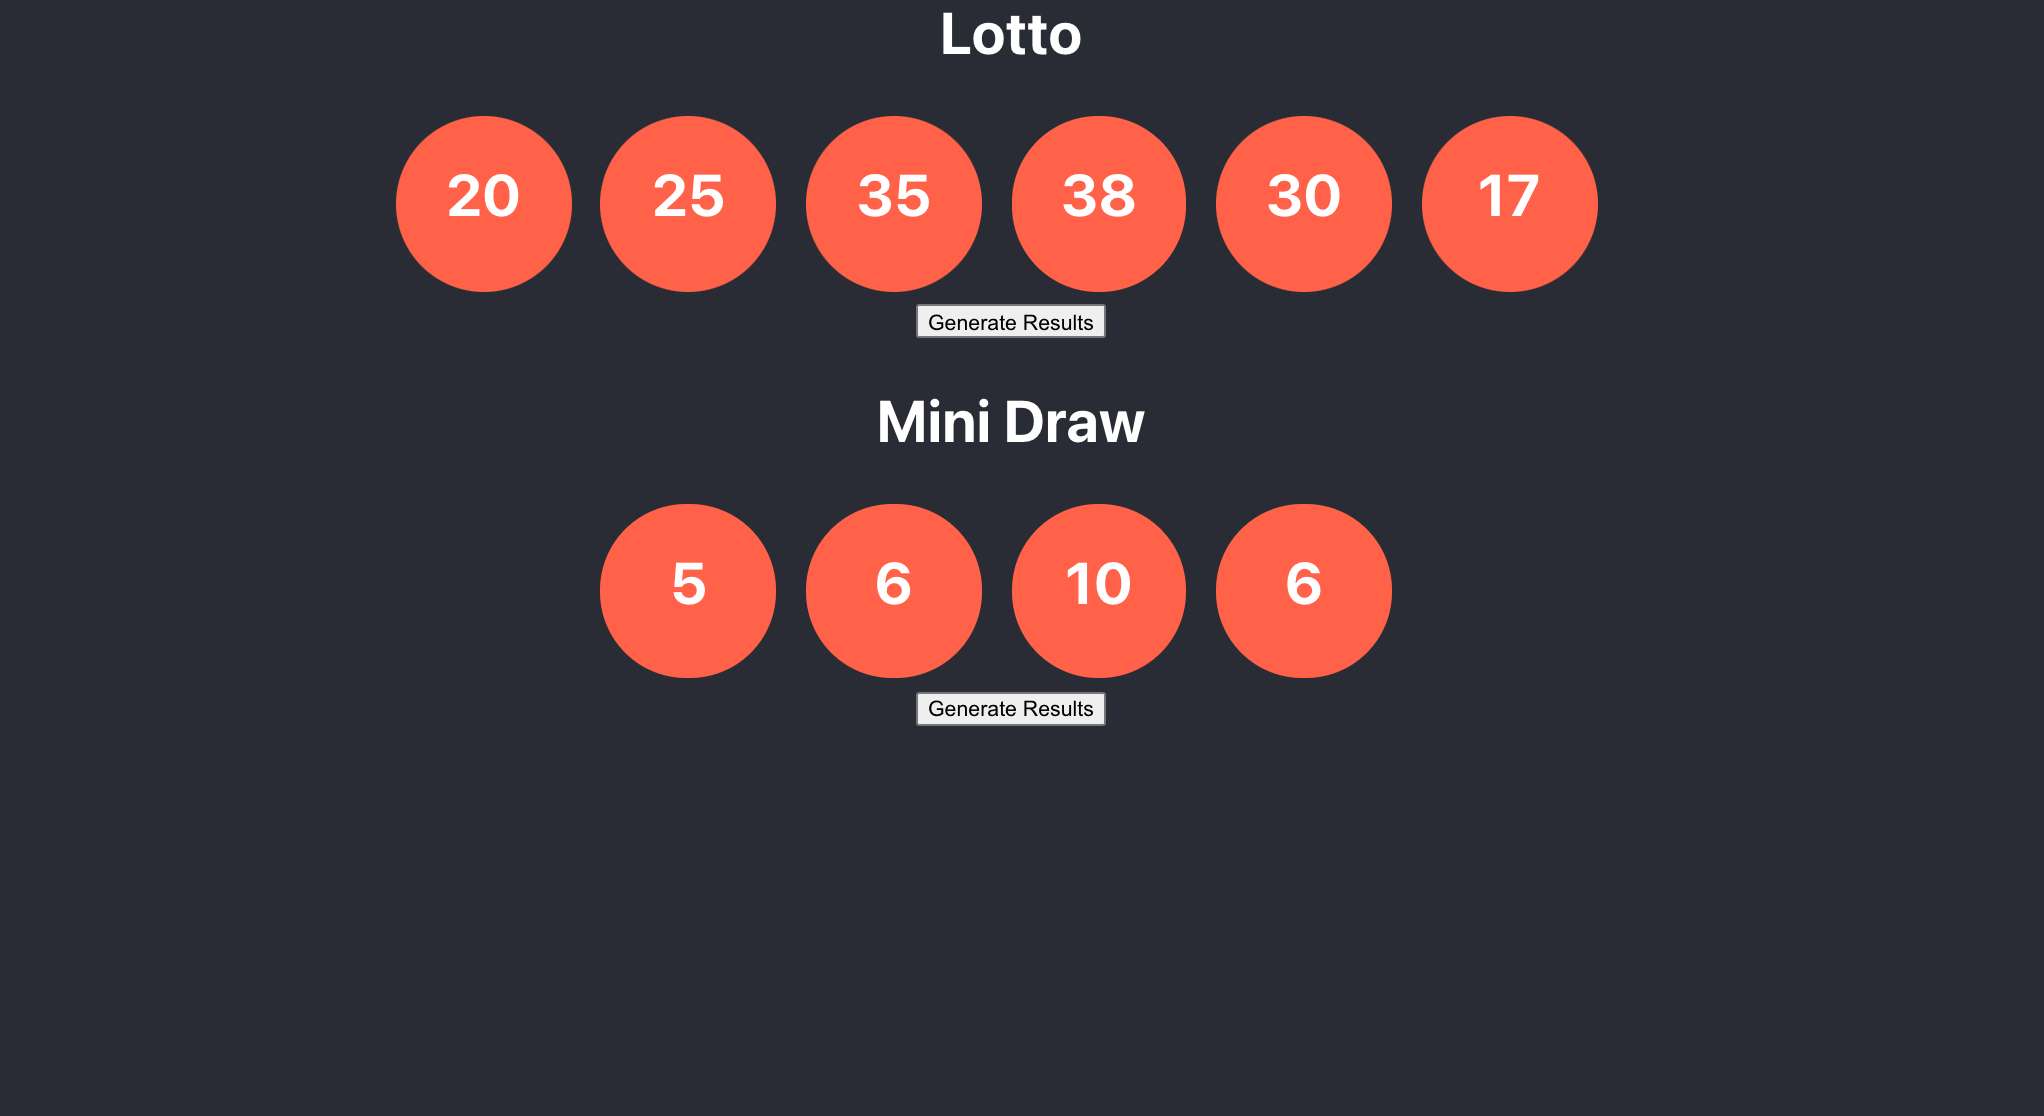 Lotto
20 25 35 38 30 17
Generate Results
Mini Draw
5 6 10 6
Generate Results